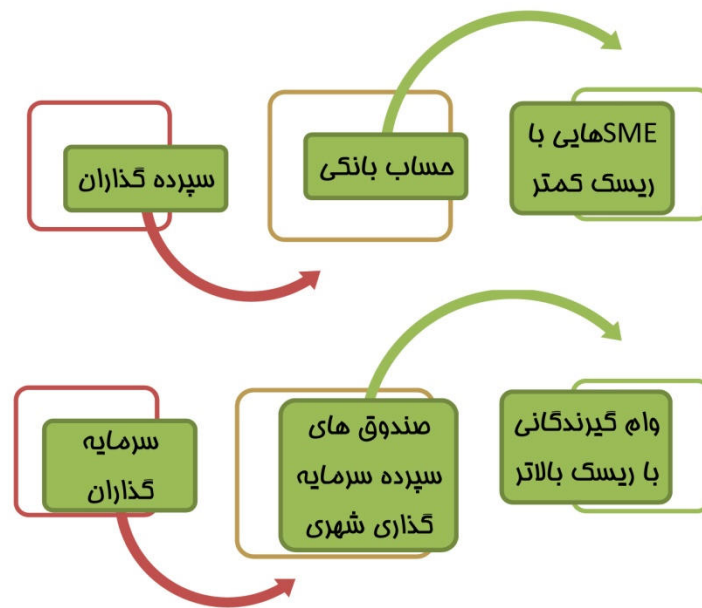 سپرده گذاران
حساب بانکی
SMEهایی با
ریسک کمتر
سرمایه
گذاران
صندوق های
سپرده سرمایه
گذاری شهری
وام گیرندگانی
با ریسک بالاتر